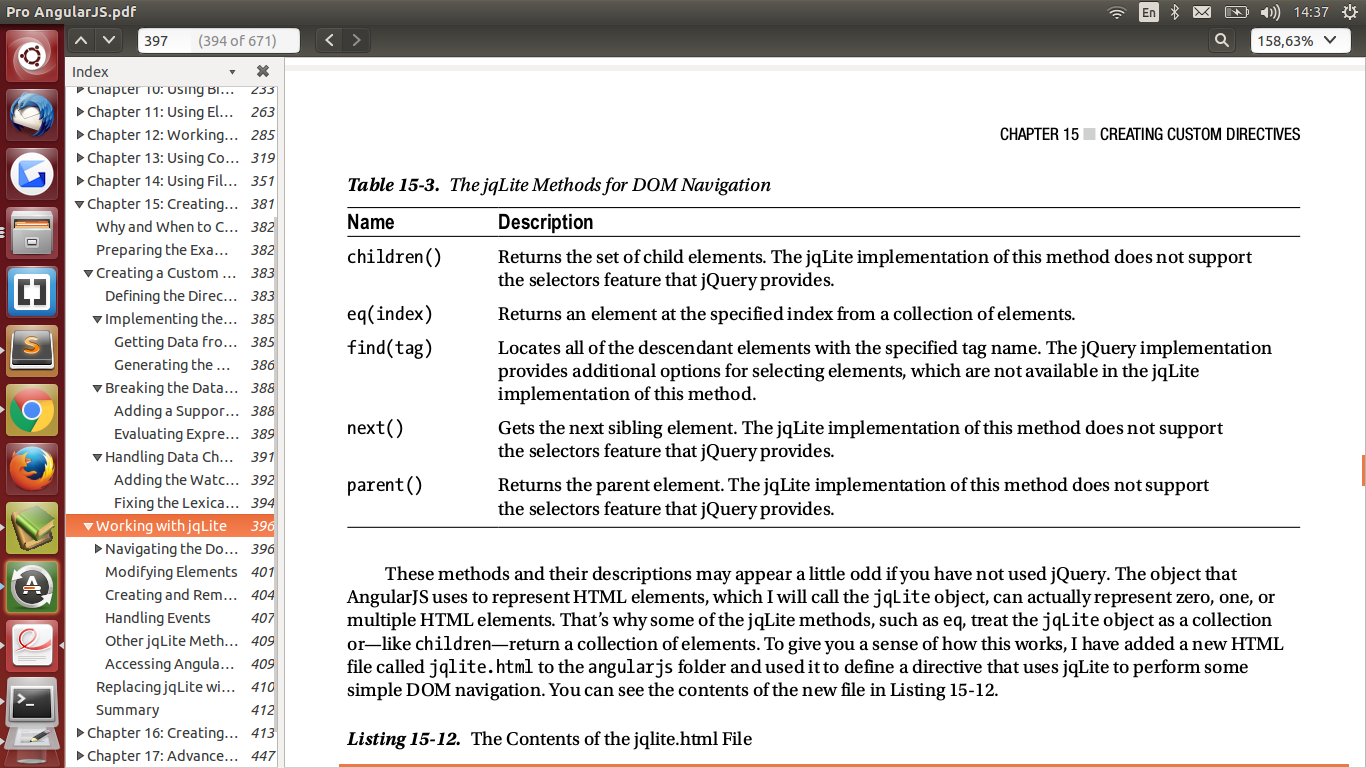 Pro AngularJS.pdf
En
14:37
397 (394 of 671)
158,63%
Index
Chapter 10: Using Bi... 233
Chapter 11: Using El... 263
Chapter 12: Working... 285
Chapter 13: Using Co... 319
Chapter 14: Using Fil... 351
Chapter 15: Creating... 381
Why and When to C... 382
Preparing the Exa... 382
Creating a Custom ... 383
Defining the Direc... 383
Implementing the... 385
Getting Data fro... 385
Generating the ... 386
Breaking the Data... 388
Adding a Suppor... 388
Evaluating Expre... 389
Handling Data Ch... 391
Adding the Watc... 392
Fixing the Lexica... 394
Working with jqLite 396
Navigating the Do... 396
Modifying Elements 401
Creating and Rem... 404
Handling Events 407
Other jqLite Meth... 409
Accessing Angula... 409
Replacing jqLite wi... 410
Summary 412
Chapter 16: Creating... 413
Chapter 17: Advance... 447
CHAPTER 15 ■ CREATING CUSTOM DIRECTIVES
Table 15-3. The jqLite Methods for DOM Navigation
Name Description
children() Returns the set of child elements. The jqLite implementation of this method does not support
the selectors feature that jQuery provides.
eq(index) Returns an element at the specified index from a collection of elements.
find(tag) Locates all of the descendant elements with the specified tag name. The jQuery implementation
provides additional options for selecting elements, which are not available in the jqLite
implementation of this method.
next() Gets the next sibling element. The jqLite implementation of this method does not support
the selectors feature that jQuery provides.
parent() Returns the parent element. The jqLite implementation of this method does not support
the selectors feature that jQuery provides.
These methods and their descriptions may appear a little odd if you have not used jQuery. The object that
AngularJS uses to represent HTML elements, which I will call the jqLite object, can actually represent zero, one, or
multiple HTML elements. That’s why some of the jqLite methods, such as eq, treat the jqLite object as a collection
or—like children—return a collection of elements. To give you a sense of how this works, I have added a new HTML
file called jqlite.html to the angularjs folder and used it to define a directive that uses jqLite to perform some
simple DOM navigation. You can see the contents of the new file in Listing 15-12.
Listing 15-12. The Contents of the jqlite.html File